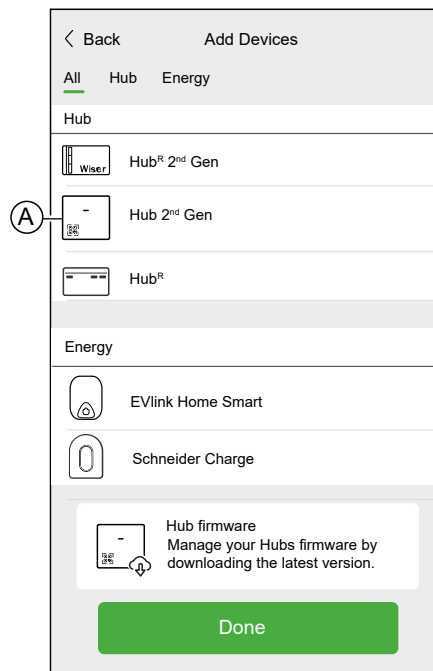 Back Add Devices
All Hub Energy
Hub
Wiser Hubᴿ 2ⁿᵈ Gen
A Hub 2ⁿᵈ Gen
Hubᴿ
Energy
EVlink Home Smart
Schneider Charge
Hub firmware
Manage your Hubs firmware by
downloading the latest version.
Done